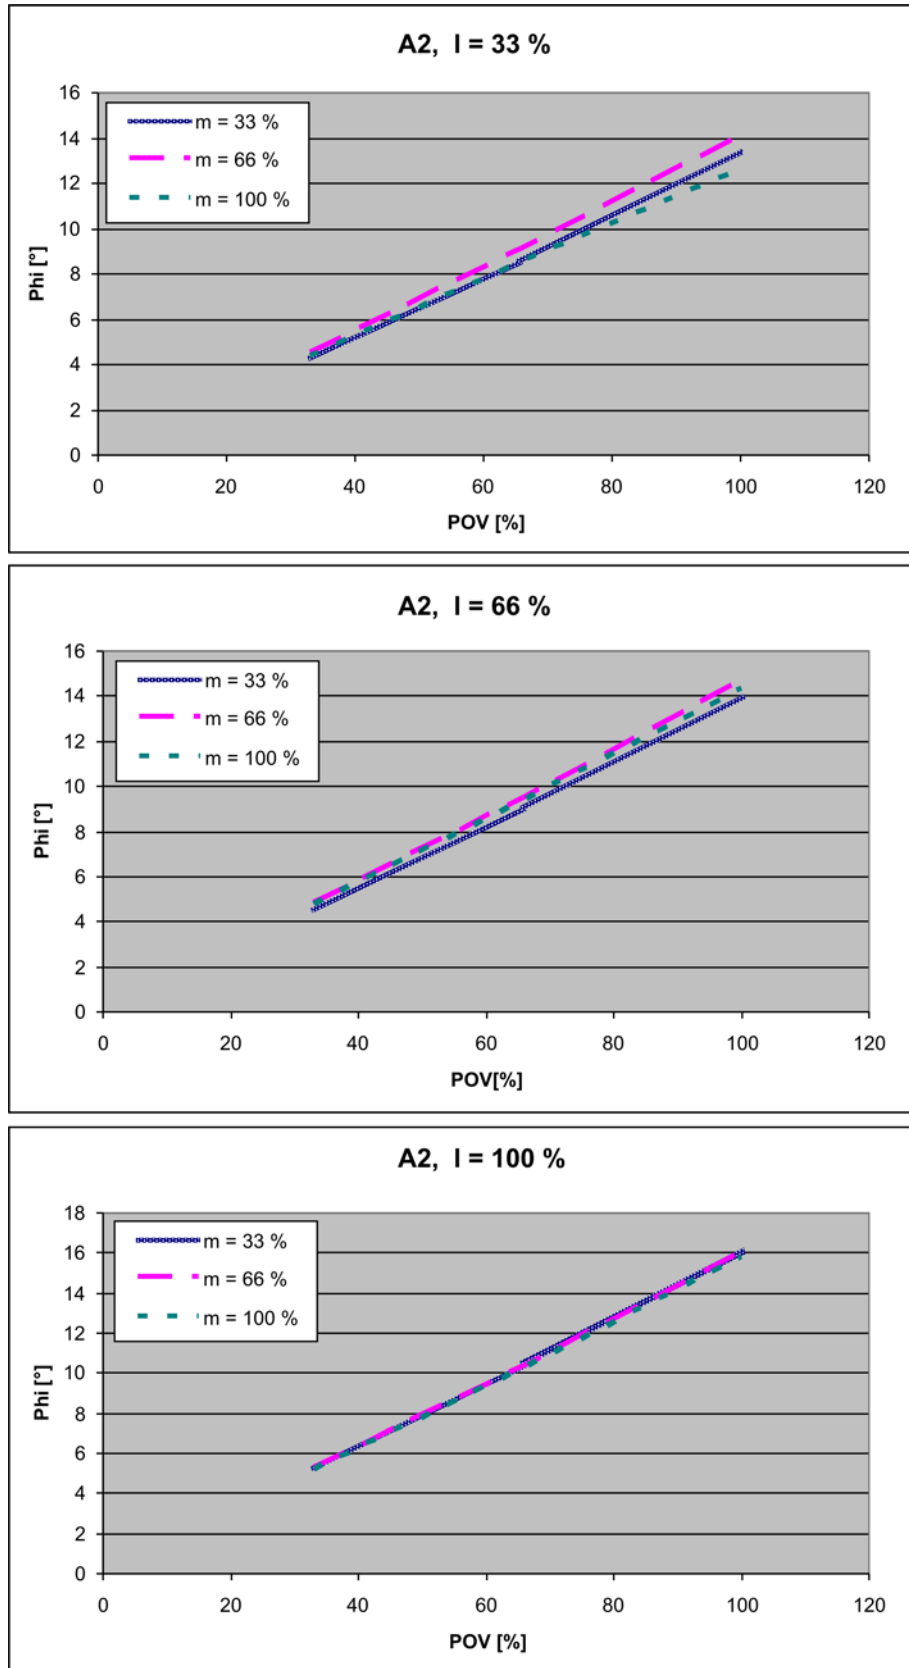 A2, l = 33 %
16
14
12
10
8
6
4
2
0
Phi [°]
m = 33 %
m = 66 %
m = 100 %
0 20 40 60 80 100 120
POV [%]
A2, l = 66 %
16
14
12
10
8
6
4
2
0
Phi [°]
m = 33 %
m = 66 %
m = 100 %
0 20 40 60 80 100 120
POV[%]
A2, l = 100 %
18
16
14
12
10
8
6
4
2
0
Phi [°]
m = 33 %
m = 66 %
m = 100 %
0 20 40 60 80 100 120
POV [%]